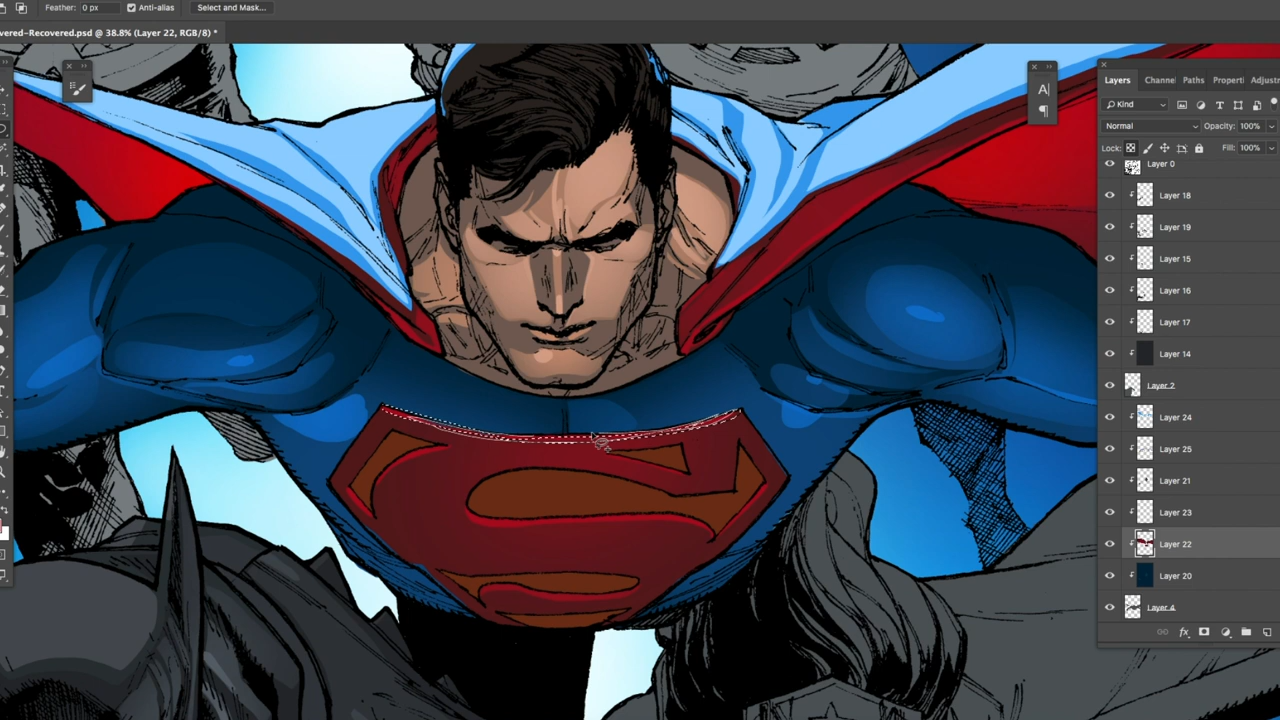 Feather: 0 px Anti-alias Select and Mask...
vered-Recovered.psd @ 38.8% (Layer 22, RGB/8) *
Layers Channe Paths Properti Adjustr
Kind
Normal Opacity: 100%
Lock: Fill: 100%
Layer 0
Layer 18
Layer 19
Layer 15
Layer 16
Layer 17
Layer 14
Layer 2
Layer 24
Layer 25
Layer 21
Layer 23
Layer 22
Layer 20
Layer 4